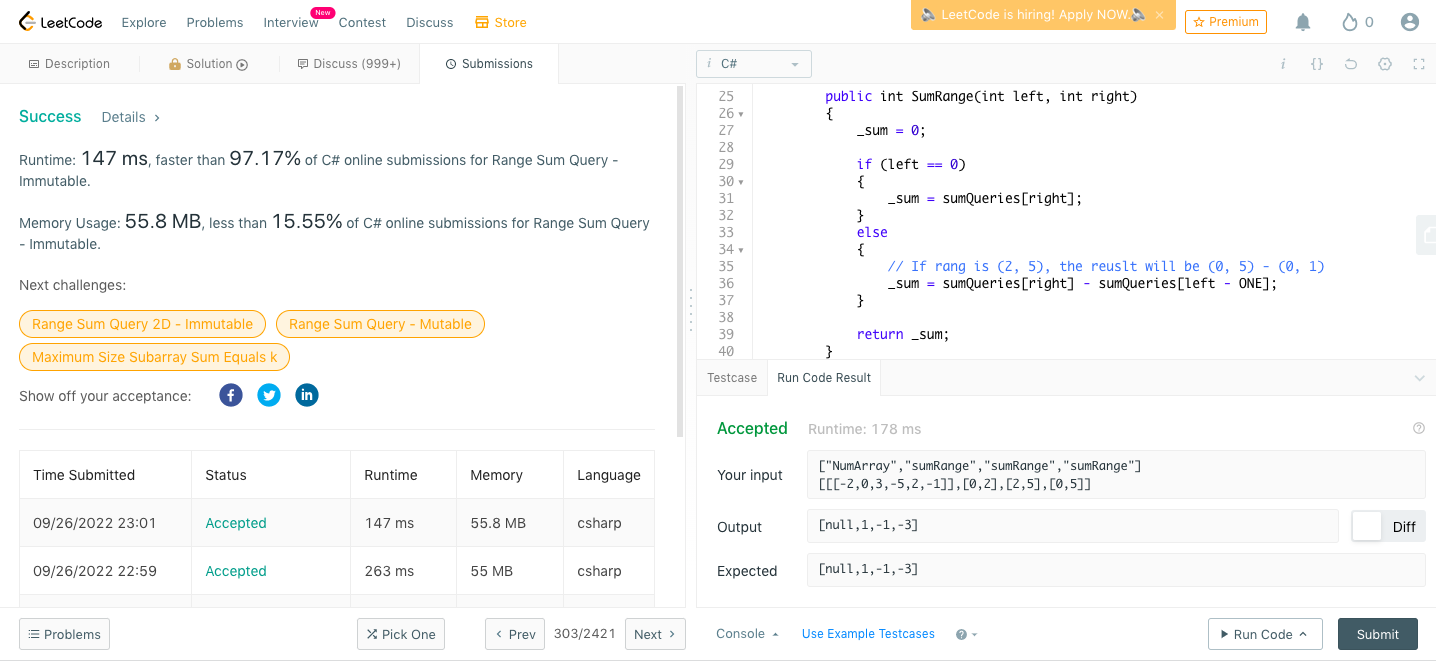 LeetCode Explore Problems Interview New Contest Discuss Store LeetCode is hiring! Apply NOW. × Premium 0
Description Solution Discuss (999+) Submissions
Success Details >
Runtime: 147 ms, faster than 97.17% of C# online submissions for Range Sum Query -
Immutable.
Memory Usage: 55.8 MB, less than 15.55% of C# online submissions for Range Sum Query
- Immutable.
Next challenges:
Range Sum Query 2D - Immutable Range Sum Query - Mutable
Maximum Size Subarray Sum Equals k
Show off your acceptance:
Time Submitted Status Runtime Memory Language
09/26/2022 23:01 Accepted 147 ms 55.8 MB csharp
09/26/2022 22:59 Accepted 263 ms 55 MB csharp
Problems Pick One < Prev 303/2421 Next >
i C# i {}
25 public int SumRange(int left, int right)
26 {
27 _sum = 0;
28
29 if (left == 0)
30 {
31 _sum = sumQueries[right];
32 }
33 else
34 {
35 // If rang is (2, 5), the reuslt will be (0, 5) - (0, 1)
36 _sum = sumQueries[right] - sumQueries[left - ONE];
37 }
38
39 return _sum;
40 }
Testcase Run Code Result
Accepted Runtime: 178 ms ?
Your input ["NumArray","sumRange","sumRange","sumRange"]
[[[-2,0,3,-5,2,-1]],[0,2],[2,5],[0,5]]
Output [null,1,-1,-3] Diff
Expected [null,1,-1,-3]
Console Use Example Testcases ? Run Code Submit